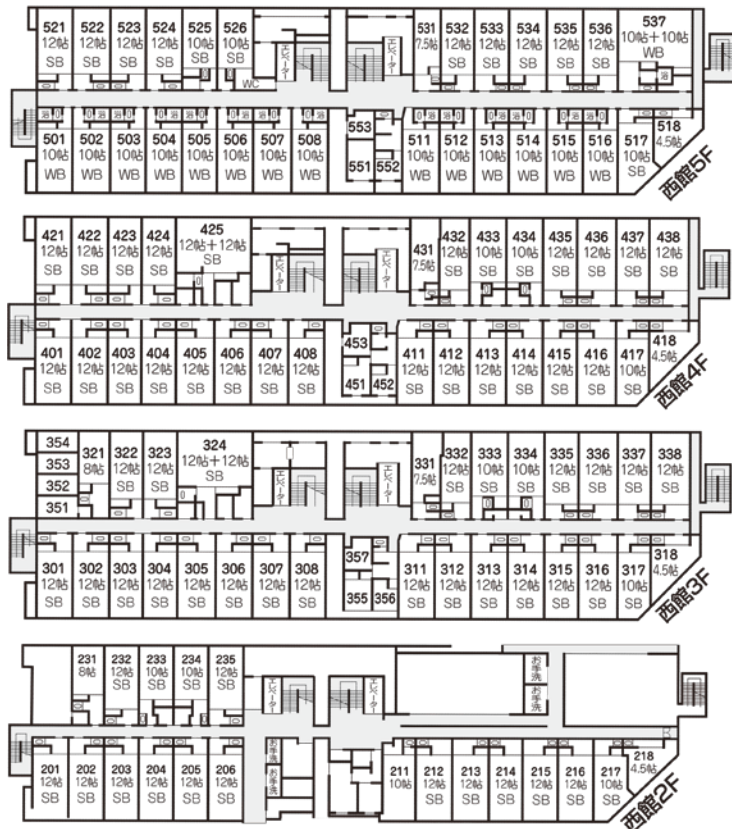 521 522 523 524 525 526 531 532 533 534 535 536 537
12帖 12帖 12帖 12帖 10帖 10帖 7.5帖 12帖 12帖 12帖 12帖 12帖 10帖+10帖
SB SB SB SB SB SB SB SB SB SB SB WB
エレベーター エレベーター
WC
浴 浴 浴 浴 浴 浴 浴 浴 浴 浴 浴 浴 浴 浴 浴
501 502 503 504 505 506 507 508 553 511 512 513 514 515 516 517 518
10帖 10帖 10帖 10帖 10帖 10帖 10帖 10帖 551 552 10帖 10帖 10帖 10帖 10帖 10帖 10帖 4.5帖
WB WB WB WB WB WB WB WB WB WB WB WB WB WB SB
西館5F
421 422 423 424 425 431 432 433 434 435 436 437 438
12帖 12帖 12帖 12帖 12帖+12帖 7.5帖 12帖 10帖 10帖 12帖 12帖 12帖 12帖
SB SB SB SB SB SB SB SB SB SB SB SB
エレベーター エレベーター
401 402 403 404 405 406 407 408 453 411 412 413 414 415 416 417 418
12帖 12帖 12帖 12帖 12帖 12帖 12帖 12帖 451 452 12帖 12帖 12帖 12帖 12帖 12帖 10帖 4.5帖
SB SB SB SB SB SB SB SB SB SB SB SB SB SB SB
西館4F
354
353
352
351
321 322 323 324 331 332 333 334 335 336 337 338
8帖 12帖 12帖 12帖+12帖 7.5帖 12帖 10帖 10帖 12帖 12帖 12帖 12帖
SB SB SB SB SB SB SB SB SB SB
エレベーター エレベーター
301 302 303 304 305 306 307 308 357 311 312 313 314 315 316 317 318
12帖 12帖 12帖 12帖 12帖 12帖 12帖 12帖 355 356 12帖 12帖 12帖 12帖 12帖 12帖 10帖 4.5帖
SB SB SB SB SB SB SB SB SB SB SB SB SB SB SB
西館3F
231 232 233 234 235
8帖 12帖 10帖 10帖 12帖
SB SB SB SB
エレベーター エレベーター
お手洗
お手洗
お手洗
お手洗
201 202 203 204 205 206 211 212 213 214 215 216 217 218
12帖 12帖 12帖 12帖 12帖 12帖 10帖 12帖 12帖 12帖 12帖 12帖 10帖 4.5帖
SB SB SB SB SB SB SB SB SB SB SB SB
西館2F